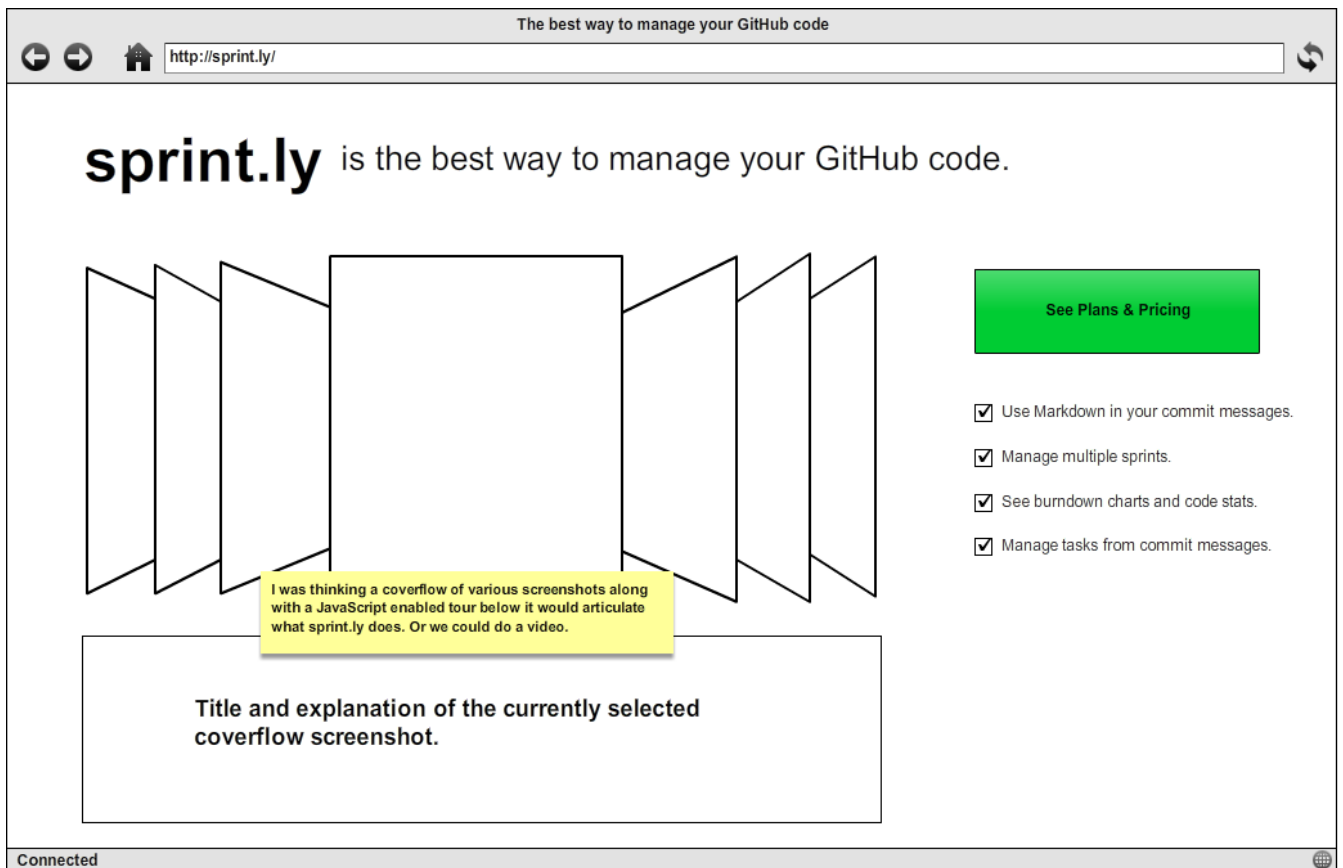 The best way to manage your GitHub code
http://sprint.ly/
sprint.ly is the best way to manage your GitHub code.
See Plans & Pricing
Use Markdown in your commit messages.
Manage multiple sprints.
See burndown charts and code stats.
Manage tasks from commit messages.
I was thinking a coverflow of various screenshots along
with a JavaScript enabled tour below it would articulate
what sprint.ly does. Or we could do a video.
Title and explanation of the currently selected
coverflow screenshot.
Connected